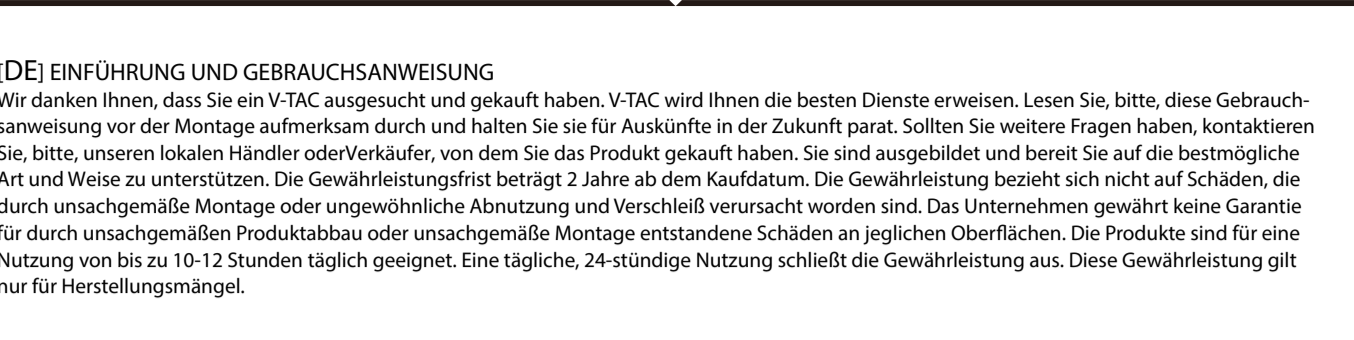 [DE] EINFÜHRUNG UND GEBRAUCHSANWEISUNG
Wir danken Ihnen, dass Sie ein V-TAC ausgesucht und gekauft haben. V-TAC wird Ihnen die besten Dienste erweisen. Lesen Sie, bitte, diese Gebrauch-
sanweisung vor der Montage aufmerksam durch und halten Sie sie für Auskünfte in der Zukunft parat. Sollten Sie weitere Fragen haben, kontaktieren
Sie, bitte, unseren lokalen Händler oderVerkäufer, von dem Sie das Produkt gekauft haben. Sie sind ausgebildet und bereit Sie auf die bestmögliche
Art und Weise zu unterstützen. Die Gewährleistungsfrist beträgt 2 Jahre ab dem Kaufdatum. Die Gewährleistung bezieht sich nicht auf Schäden, die
durch unsachgemäße Montage oder ungewöhnliche Abnutzung und Verschleiß verursacht worden sind. Das Unternehmen gewährt keine Garantie
für durch unsachgemäßen Produktabbau oder unsachgemäße Montage entstandene Schäden an jeglichen Oberflächen. Die Produkte sind für eine
Nutzung von bis zu 10-12 Stunden täglich geeignet. Eine tägliche, 24-stündige Nutzung schließt die Gewährleistung aus. Diese Gewährleistung gilt
nur für Herstellungsmängel.